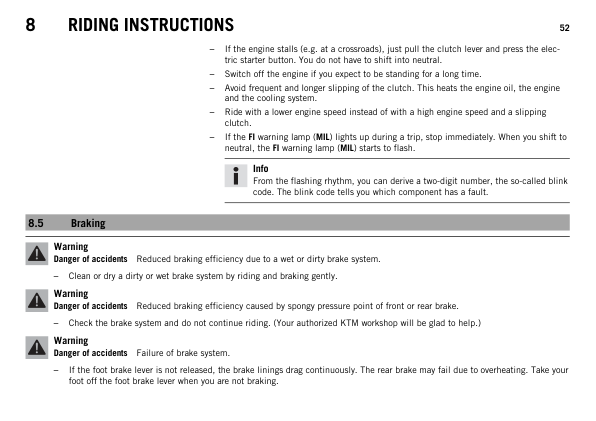 8 RIDING INSTRUCTIONS 52
– If the engine stalls (e.g. at a crossroads), just pull the clutch lever and press the elec-
tric starter button. You do not have to shift into neutral.
– Switch off the engine if you expect to be standing for a long time.
– Avoid frequent and longer slipping of the clutch. This heats the engine oil, the engine
and the cooling system.
– Ride with a lower engine speed instead of with a high engine speed and a slipping
clutch.
– If the FI warning lamp (MIL) lights up during a trip, stop immediately. When you shift to
neutral, the FI warning lamp (MIL) starts to flash.
Info
From the flashing rhythm, you can derive a two-digit number, the so-called blink
code. The blink code tells you which component has a fault.
8.5 Braking
Warning
Danger of accidents Reduced braking efficiency due to a wet or dirty brake system.
– Clean or dry a dirty or wet brake system by riding and braking gently.
Warning
Danger of accidents Reduced braking efficiency caused by spongy pressure point of front or rear brake.
– Check the brake system and do not continue riding. (Your authorized KTM workshop will be glad to help.)
Warning
Danger of accidents Failure of brake system.
– If the foot brake lever is not released, the brake linings drag continuously. The rear brake may fail due to overheating. Take your
foot off the foot brake lever when you are not braking.